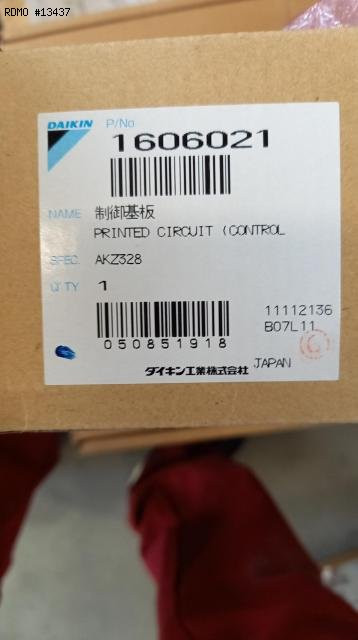 RDMO #13437
DAIKIN P/No
1606021
NAME 制御基板
PRINTED CIRCUIT (CONTROL
SPEC. AKZ328
Q'TY 1
11112136
B07L11
050851918
ダイキン工業株式会社
JAPAN